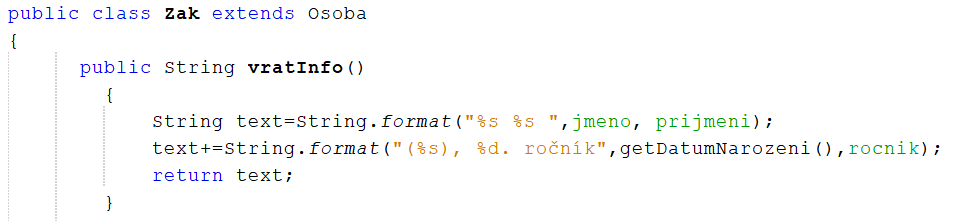 public class Zak extends Osoba
{
public String vratInfo()
{
String text=String.format("%s %s ",jmeno, prijmeni);
text+=String.format("(%s), %d. ročník",getDatumNarozeni(),rocnik);
return text;
}